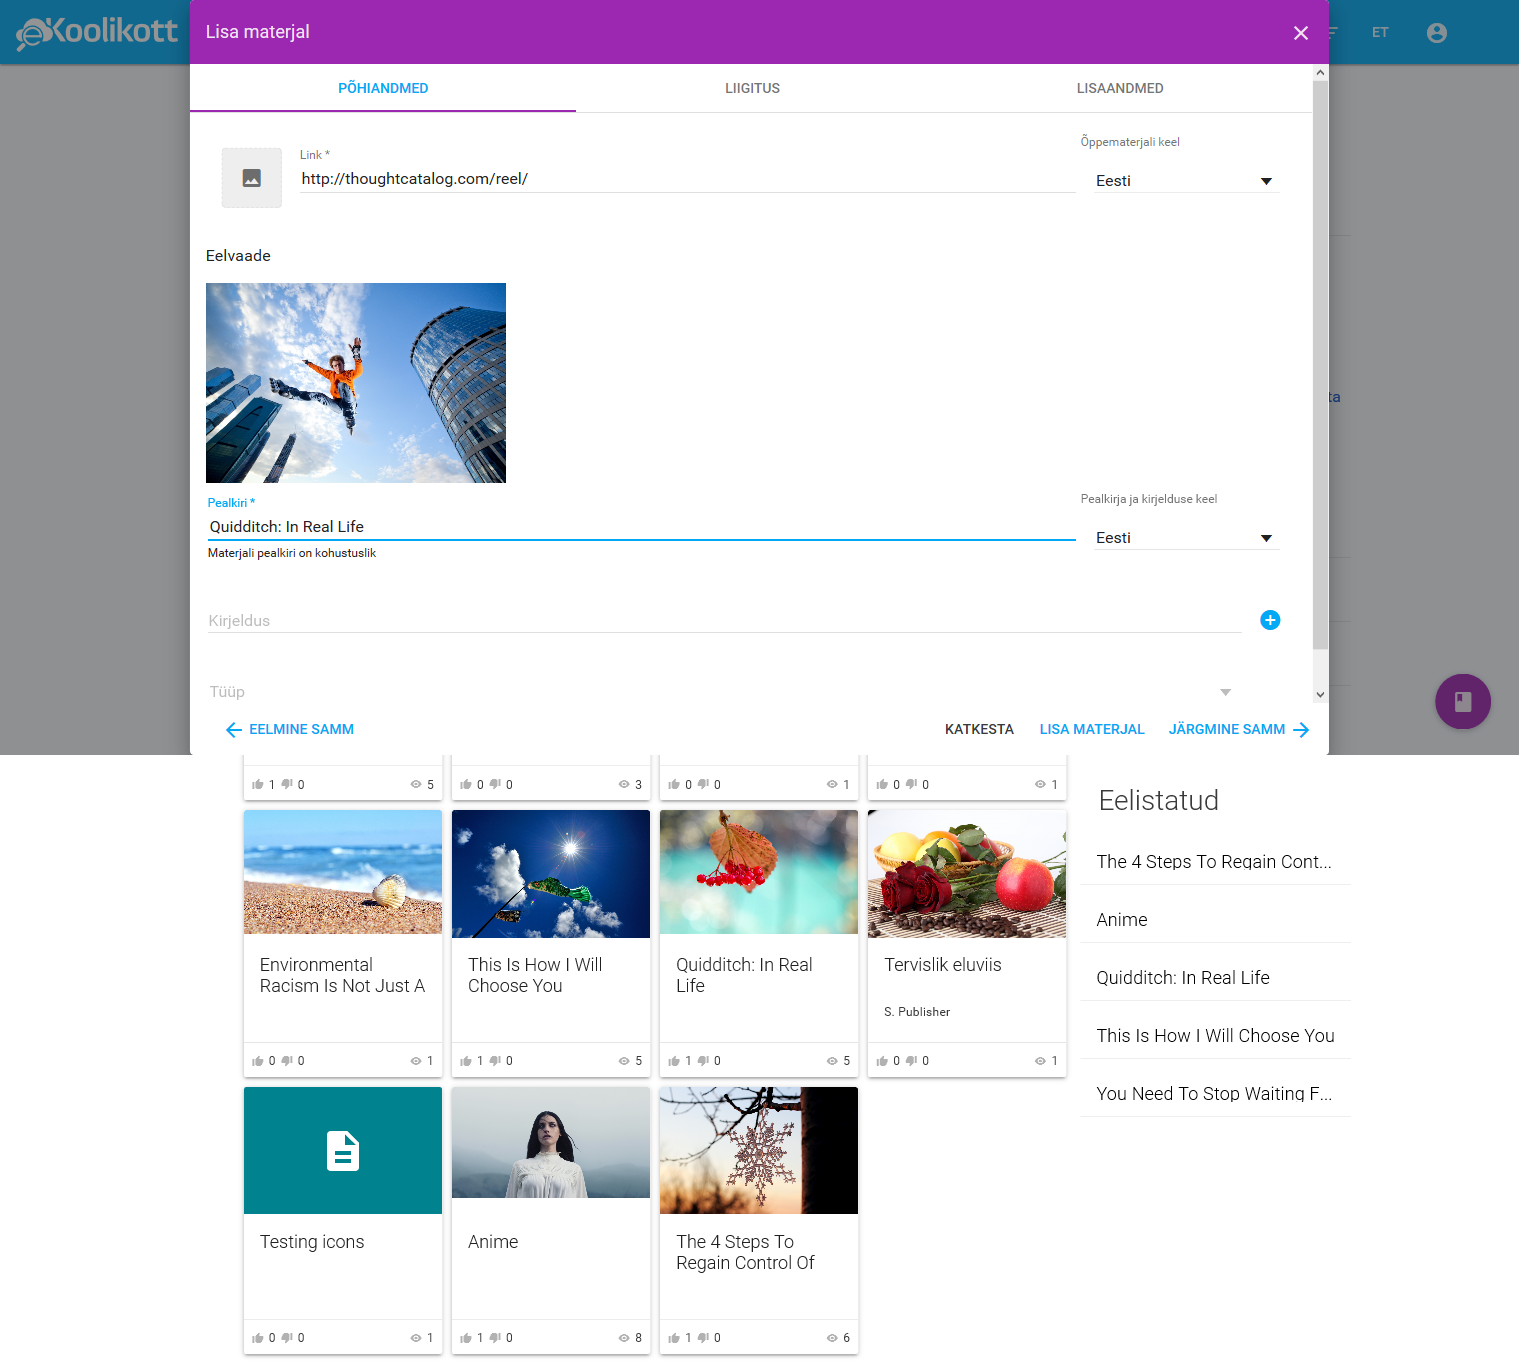 eKoolikott
Lisa materjal
ET
PÕHIANDMED
LIIGITUS
LISAANDMED
Link *
http://thoughtcatalog.com/reel/
Õppematerjali keel
Eesti
Eelvaade
ta
Pealkiri *
Quidditch: In Real Life
Materjali pealkiri on kohustuslik
Pealkirja ja kirjelduse keel
Eesti
Kirjeldus
Tüüp
EELMINE SAMM
KATKESTA
LISA MATERJAL
JÄRGMINE SAMM
1 0 5
0 0 3
0 0 1
0 0 1
Environmental
Racism Is Not Just A
0 0 1
This Is How I Will
Choose You
1 0 5
Quidditch: In Real
Life
1 0 5
Tervislik eluviis
S. Publisher
0 0 1
Testing icons
0 0 1
Anime
1 0 8
The 4 Steps To
Regain Control Of
1 0 6
Eelistatud
The 4 Steps To Regain Cont...
Anime
Quidditch: In Real Life
This Is How I Will Choose You
You Need To Stop Waiting F...